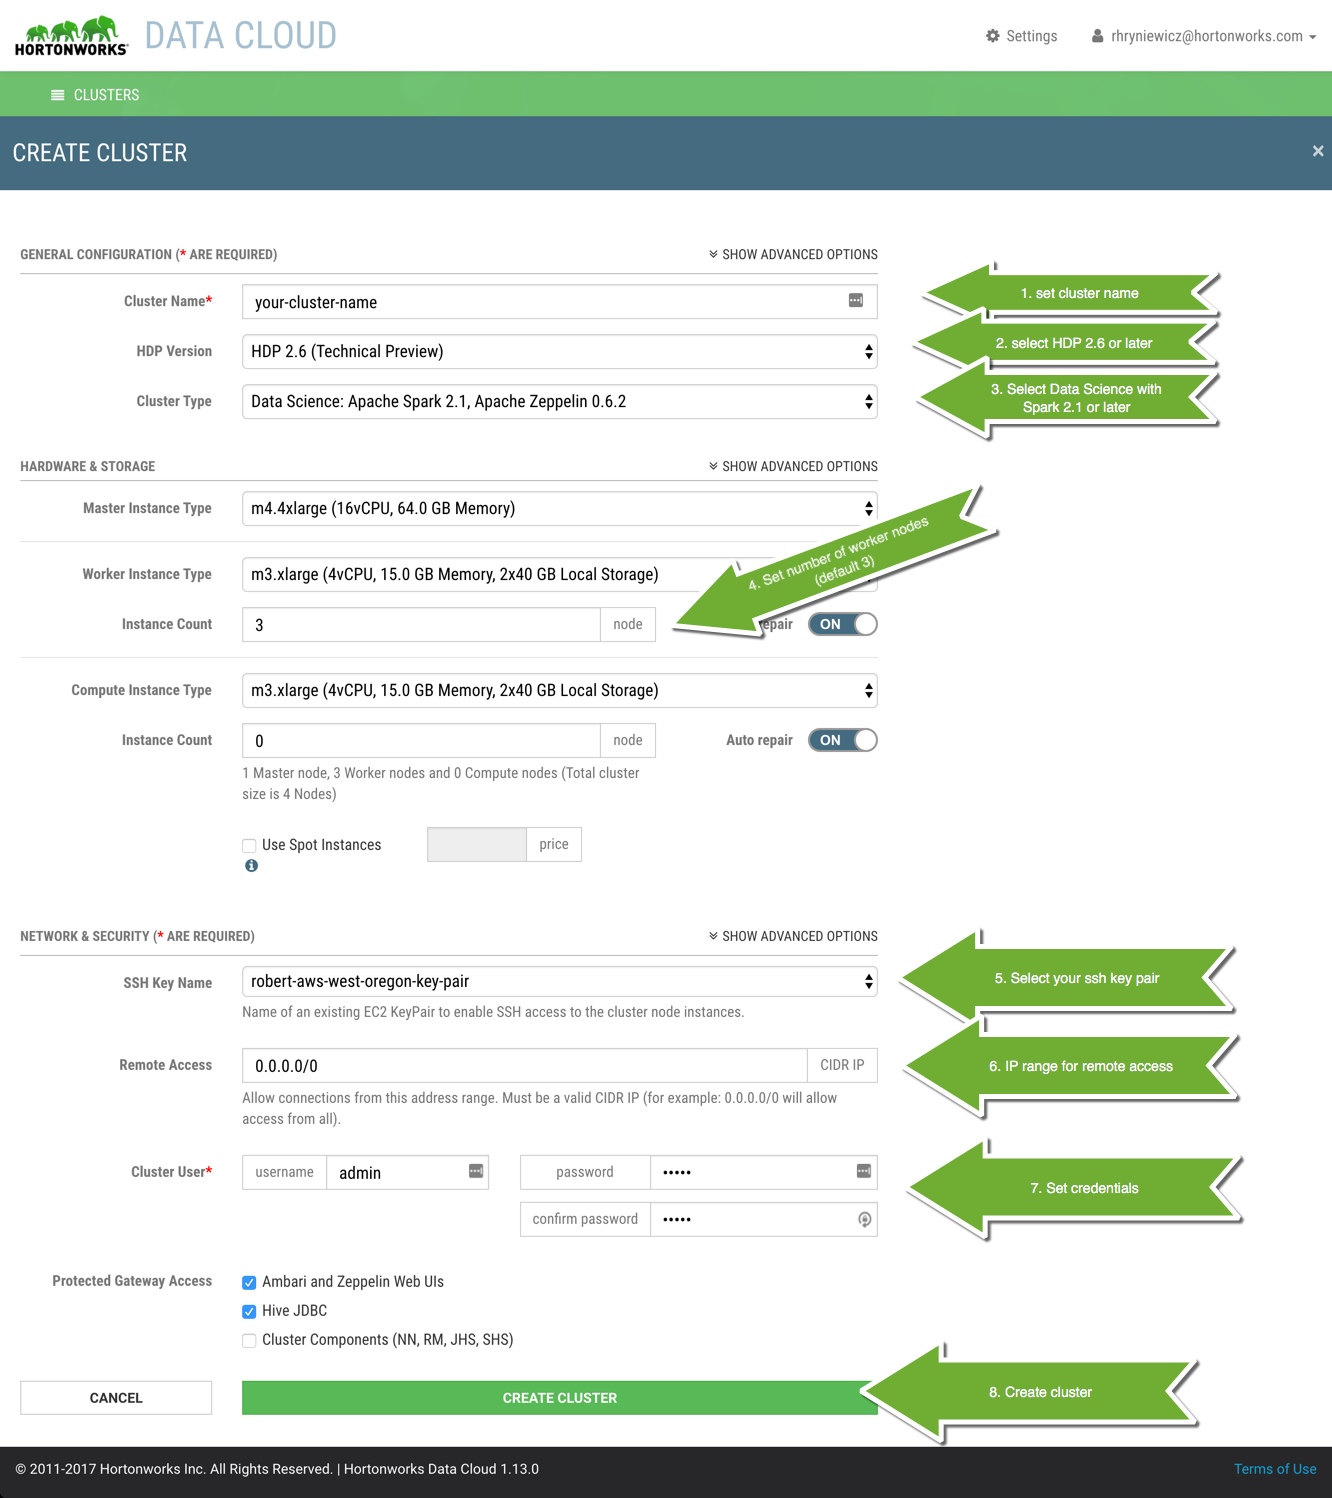 HORTONWORKS DATA CLOUD
Settings rhryniewicz@hortonworks.com
CLUSTERS
CREATE CLUSTER ×
GENERAL CONFIGURATION (* ARE REQUIRED) SHOW ADVANCED OPTIONS
Cluster Name* your-cluster-name
1. set cluster name
HDP Version HDP 2.6 (Technical Preview)
2. select HDP 2.6 or later
Cluster Type Data Science: Apache Spark 2.1, Apache Zeppelin 0.6.2
3. Select Data Science with
Spark 2.1 or later
HARDWARE & STORAGE SHOW ADVANCED OPTIONS
Master Instance Type m4.4xlarge (16vCPU, 64.0 GB Memory)
4. Set number of worker nodes
(default 3)
Worker Instance Type m3.xlarge (4vCPU, 15.0 GB Memory, 2x40 GB Local Storage)
Instance Count 3 node epair ON
Compute Instance Type m3.xlarge (4vCPU, 15.0 GB Memory, 2x40 GB Local Storage)
Instance Count 0 node Auto repair ON
1 Master node, 3 Worker nodes and 0 Compute nodes (Total cluster
size is 4 Nodes)
Use Spot Instances price
NETWORK & SECURITY (* ARE REQUIRED) SHOW ADVANCED OPTIONS
SSH Key Name robert-aws-west-oregon-key-pair
5. Select your ssh key pair
Name of an existing EC2 KeyPair to enable SSH access to the cluster node instances.
Remote Access 0.0.0.0/0 CIDR IP
6. IP range for remote access
Allow connections from this address range. Must be a valid CIDR IP (for example: 0.0.0.0/0 will allow
access from all).
Cluster User* username admin password •••••
7. Set credentials
confirm password •••••
Protected Gateway Access Ambari and Zeppelin Web UIs
Hive JDBC
Cluster Components (NN, RM, JHS, SHS)
CANCEL CREATE CLUSTER
8. Create cluster
© 2011-2017 Hortonworks Inc. All Rights Reserved. | Hortonworks Data Cloud 1.13.0 Terms of Use